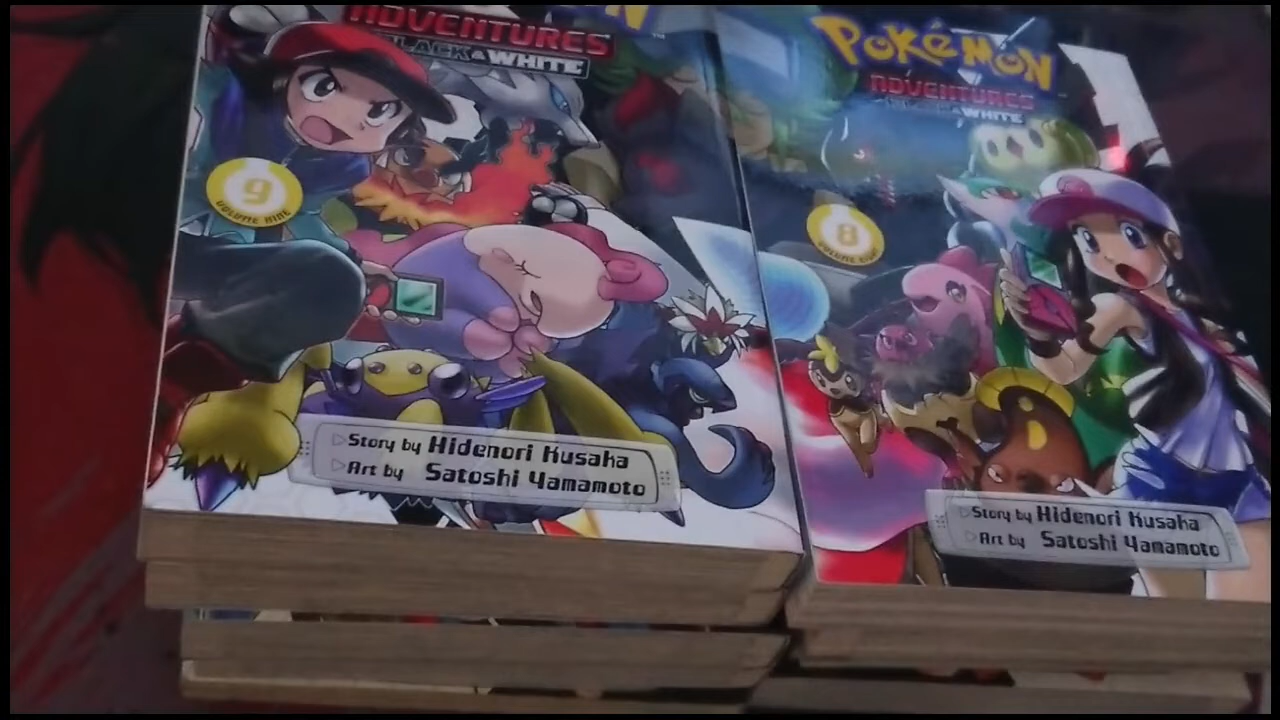 ADVENTURES
BLACK & WHITE
9
VOLUME NINE
Story by Hidenori Kusaka
Art by Satoshi Yamamoto
POKéMON
ADVENTURES
WHITE
8
VOLUME
Story by Hidenori Kusaka
Art by Satoshi Yamamoto